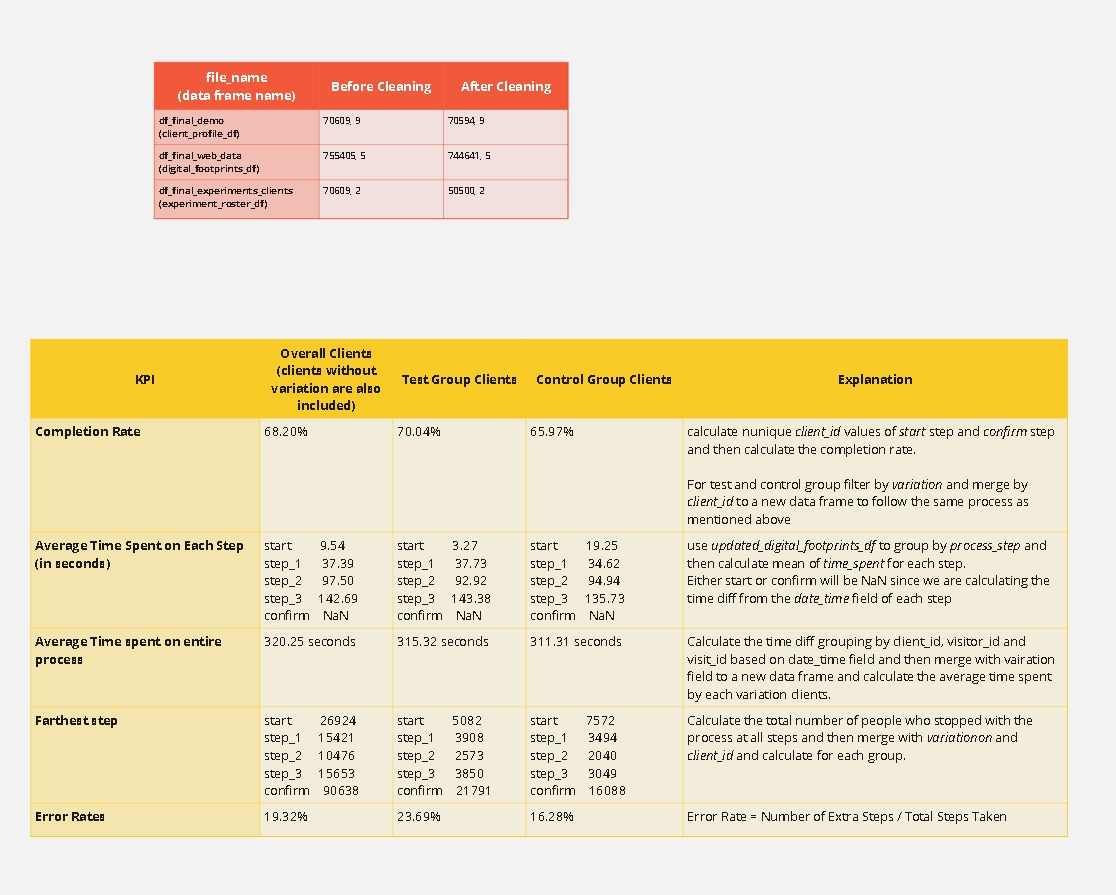 file_name
(data frame name)
Before Cleaning
After Cleaning
df_final_demo
(client_profile_df)
70609, 9
70594, 9
df_final_web_data
(digital_footprints_df)
755405, 5
744641, 5
df_final_experiments_clients
(experiment_roster_df)
70609, 2
50500, 2
KPI
Overall Clients
(clients without
variation are also
included)
Test Group Clients
Control Group Clients
Explanation
Completion Rate
68.20%
70.04%
65.97%
calculate nunique client_id values of start step and confirm step
and then calculate the completion rate.
For test and control group filter by variation and merge by
client_id to a new data frame to follow the same process as
mentioned above
Average Time Spent on Each Step
(in seconds)
start 9.54
step_1 37.39
step_2 97.50
step_3 142.69
confirm NaN
start 3.27
step_1 37.73
step_2 92.92
step_3 143.38
confirm NaN
start 19.25
step_1 34.62
step_2 94.94
step_3 135.73
confirm NaN
use updated_digital_footprints_df to group by process_step and
then calculate mean of time_spent for each step.
Either start or confirm will be NaN since we are calculating the
time diff from the date_time field of each step
Average Time spent on entire
process
320.25 seconds
315.32 seconds
311.31 seconds
Calculate the time diff grouping by client_id, visitor_id and
visit_id based on date_time field and then merge with vairation
field to a new data frame and calculate the average time spent
by each variation clients.
Farthest step
start 26924
step_1 15421
step_2 10476
step_3 15653
confirm 90638
start 5082
step_1 3908
step_2 2573
step_3 3850
confirm 21791
start 7572
step_1 3494
step_2 2040
step_3 3049
confirm 16088
Calculate the total number of people who stopped with the
process at all steps and then merge with variationon and
client_id and calculate for each group.
Error Rates
19.32%
23.69%
16.28%
Error Rate = Number of Extra Steps / Total Steps Taken